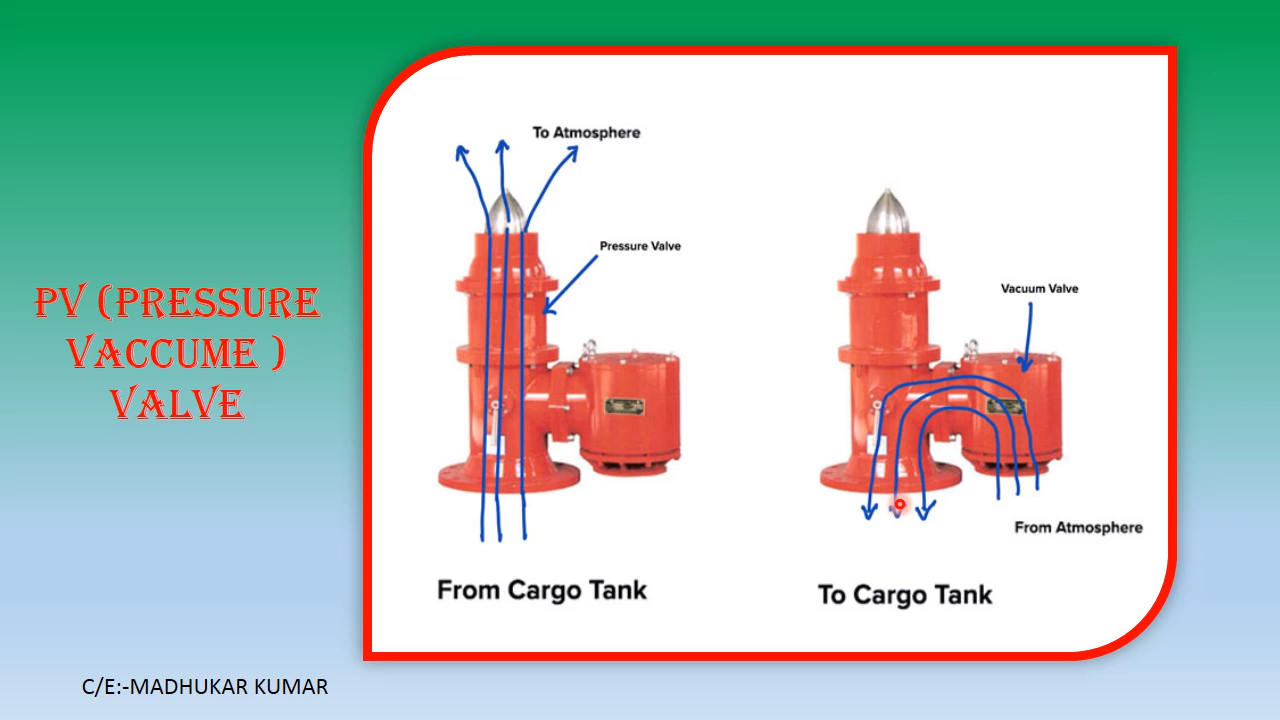 PV (PRESSURE
VACCUME )
VALVE
To Atmosphere
Pressure Valve
From Cargo Tank
Vacuum Valve
From Atmosphere
To Cargo Tank
C/E:-MADHUKAR KUMAR